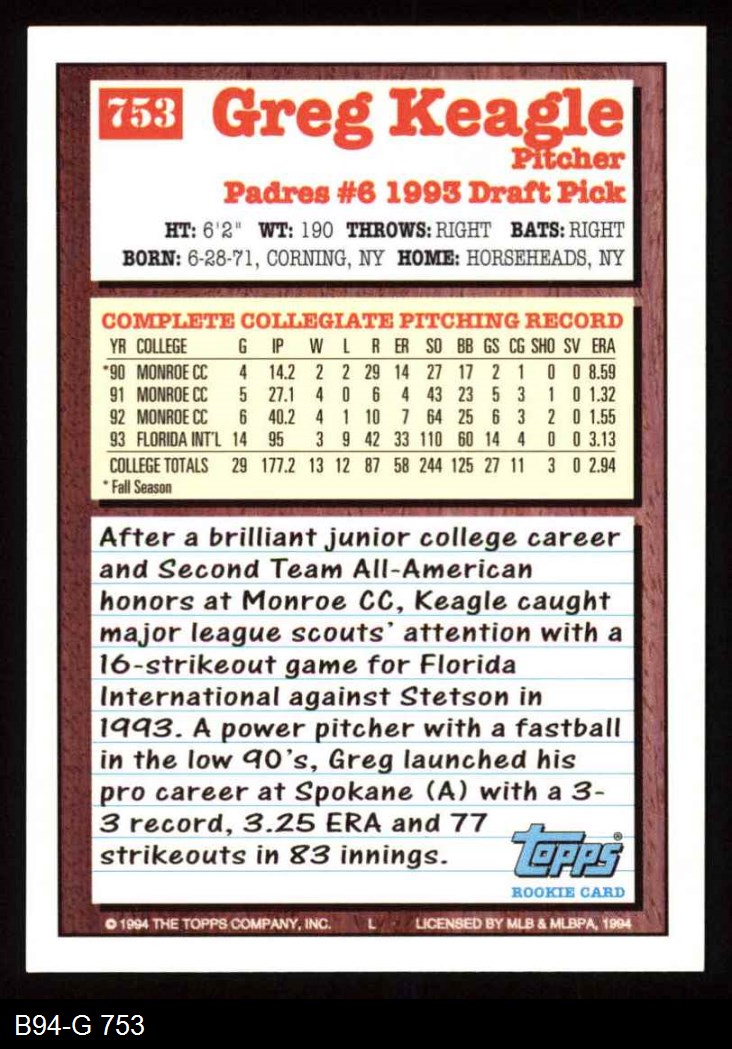 753 Greg Keagle
Pitcher
Padres #6 1993 Draft Pick
HT: 6'2" WT: 190 THROWS: RIGHT BATS: RIGHT
BORN: 6-28-71, CORNING, NY HOME: HORSEHEADS, NY
COMPLETE COLLEGIATE PITCHING RECORD
YR COLLEGE G IP W L R ER SO BB GS CG SHO SV ERA
*90 MONROE CC 4 14.2 2 2 29 14 27 17 2 1 0 0 8.59
91 MONROE CC 5 27.1 4 0 6 4 43 23 5 3 1 0 1.32
92 MONROE CC 6 40.2 4 1 10 7 64 25 6 3 2 0 1.55
93 FLORIDA INT'L 14 95 3 9 42 33 110 60 14 4 0 0 3.13
COLLEGE TOTALS 29 177.2 13 12 87 58 244 125 27 11 3 0 2.94
* Fall Season
After a brilliant junior college career
and Second Team All-American
honors at Monroe CC, Keagle caught
major league scouts' attention with a
16-strikeout game for Florida
International against Stetson in
1993. A power pitcher with a fastball
in the low 90's, Greg launched his
pro career at Spokane (A) with a 3-
3 record, 3.25 ERA and 77
strikeouts in 83 innings.
Topps®
ROOKIE CARD
© 1994 THE TOPPS COMPANY, INC. L LICENSED BY MLB & MLBPA, 1994
B94-G 753